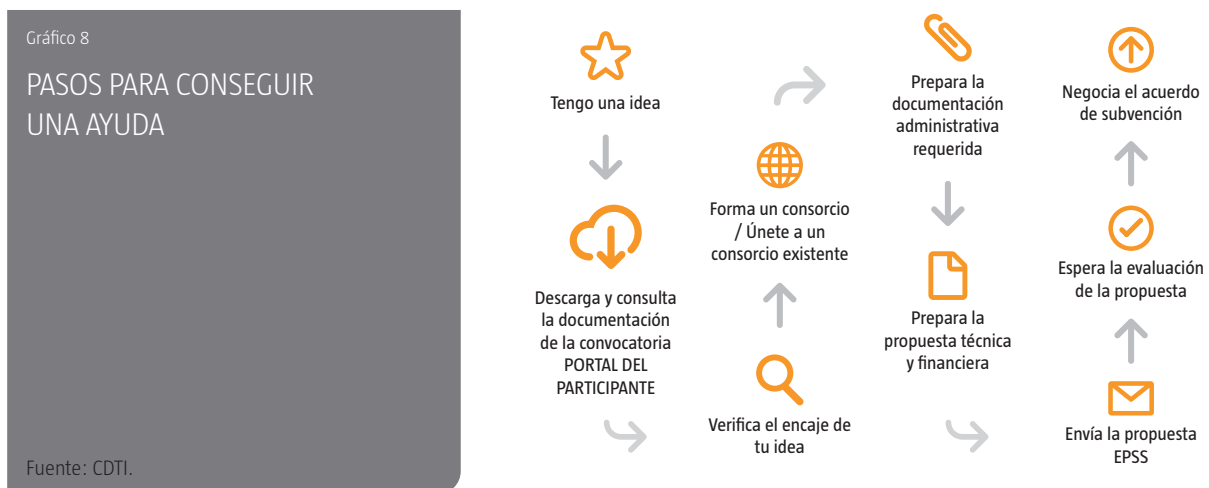 Gráfico 8
PASOS PARA CONSEGUIR
UNA AYUDA
Fuente: CDTI.
Tengo una idea
Descarga y consulta
la documentación
de la convocatoria
PORTAL DEL
PARTICIPANTE
Verifica el encaje de
tu idea
Forma un consorcio
/ Únete a un
consorcio existente
Prepara la
documentación
administrativa
requerida
Prepara la
propuesta técnica
y financiera
Envía la propuesta
EPSS
Espera la evaluación
de la propuesta
Negocia el acuerdo
de subvención